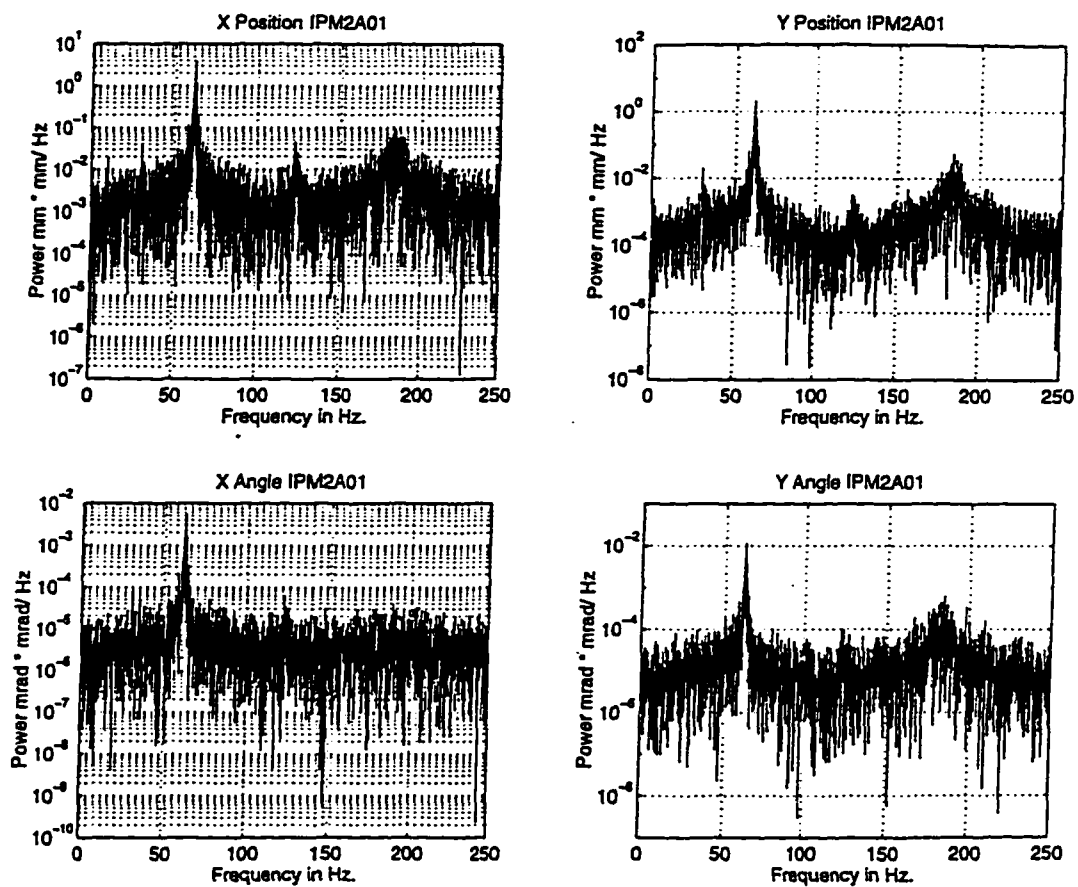 X Position IPM2A01
Power mm * mm/ Hz
10^1
10^0
10^-1
10^-2
10^-3
10^-4
10^-5
10^-6
10^-7
0 50 100 150 200 250
Frequency in Hz.
Y Position IPM2A01
Power mm * mm/ Hz
10^2
10^0
10^-2
10^-4
10^-6
10^-8
0 50 100 150 200 250
Frequency in Hz.
X Angle IPM2A01
Power mrad * mrad/ Hz
10^-2
10^-3
10^-4
10^-5
10^-6
10^-7
10^-8
10^-9
10^-10
0 50 100 150 200 250
Frequency in Hz.
Y Angle IPM2A01
Power mrad * mrad/ Hz
10^-2
10^-4
10^-6
10^-8
0 50 100 150 200 250
Frequency in Hz.